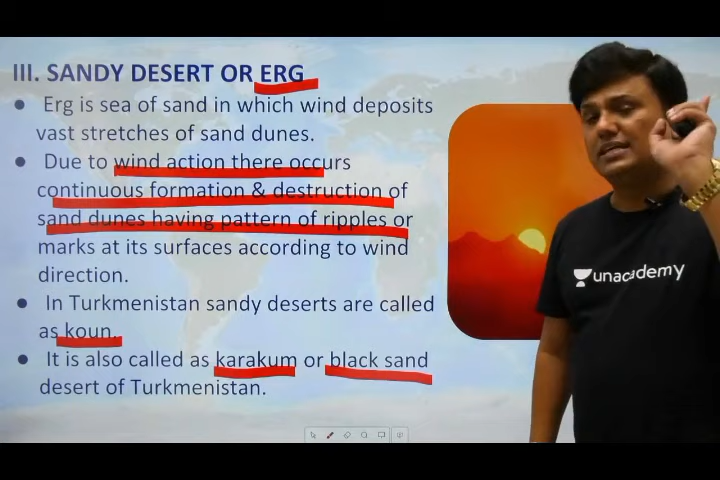 III. SANDY DESERT OR ERG
● Erg is sea of sand in which wind deposits
vast stretches of sand dunes.
● Due to wind action there occurs
continuous formation & destruction of
sand dunes having pattern of ripples or
marks at its surfaces according to wind
direction.
● In Turkmenistan sandy deserts are called
as koun.
● It is also called as karakum or black sand
desert of Turkmenistan.
unacademy